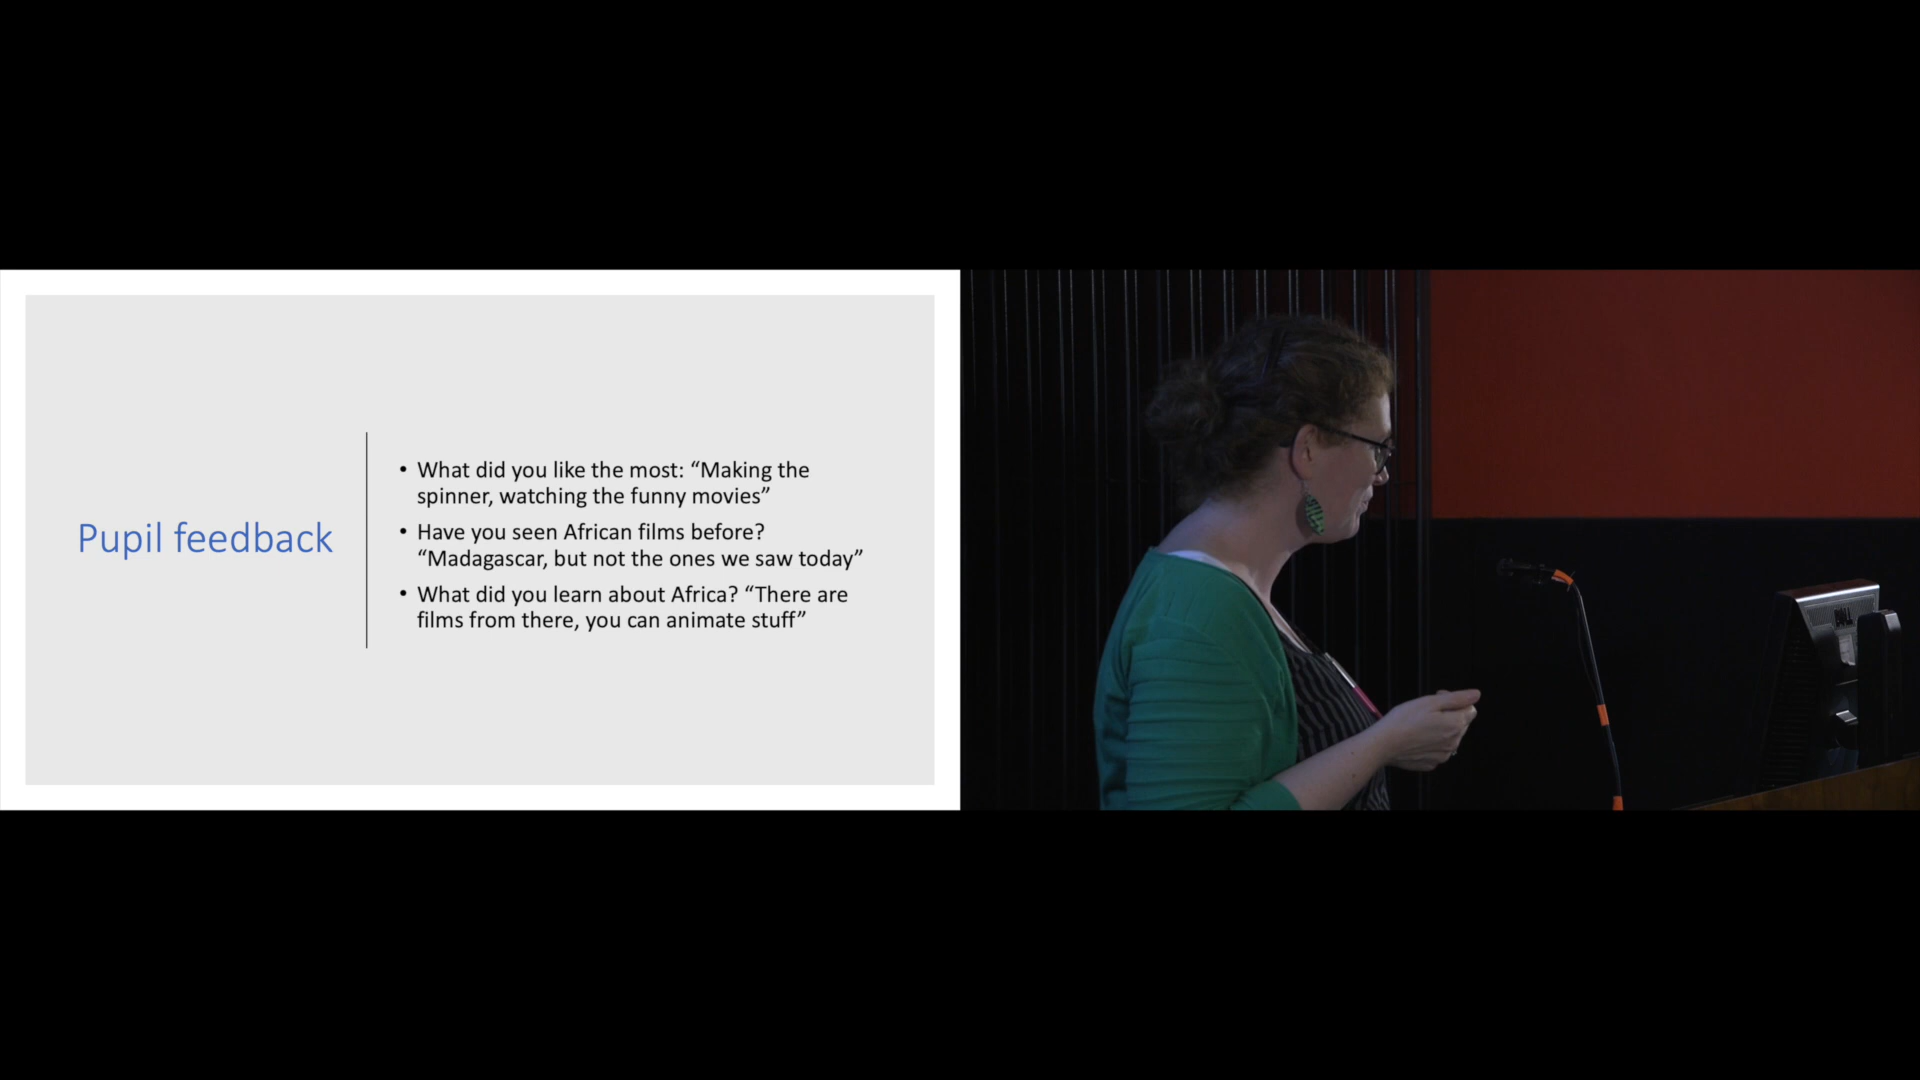 Pupil feedback
• What did you like the most: “Making the
spinner, watching the funny movies”
• Have you seen African films before?
“Madagascar, but not the ones we saw today”
• What did you learn about Africa? “There are
films from there, you can animate stuff”
DELL